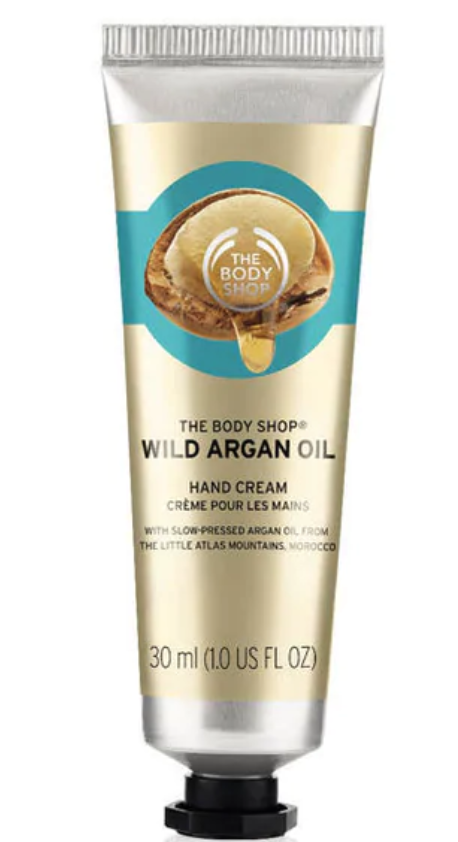 THE
BODY
SHOP
THE BODY SHOP®
WILD ARGAN OIL
HAND CREAM
CRÈME POUR LES MAINS
WITH SLOW-PRESSED ARGAN OIL FROM
THE LITTLE ATLAS MOUNTAINS, MOROCCO
30 ml (1.0 US FL OZ)